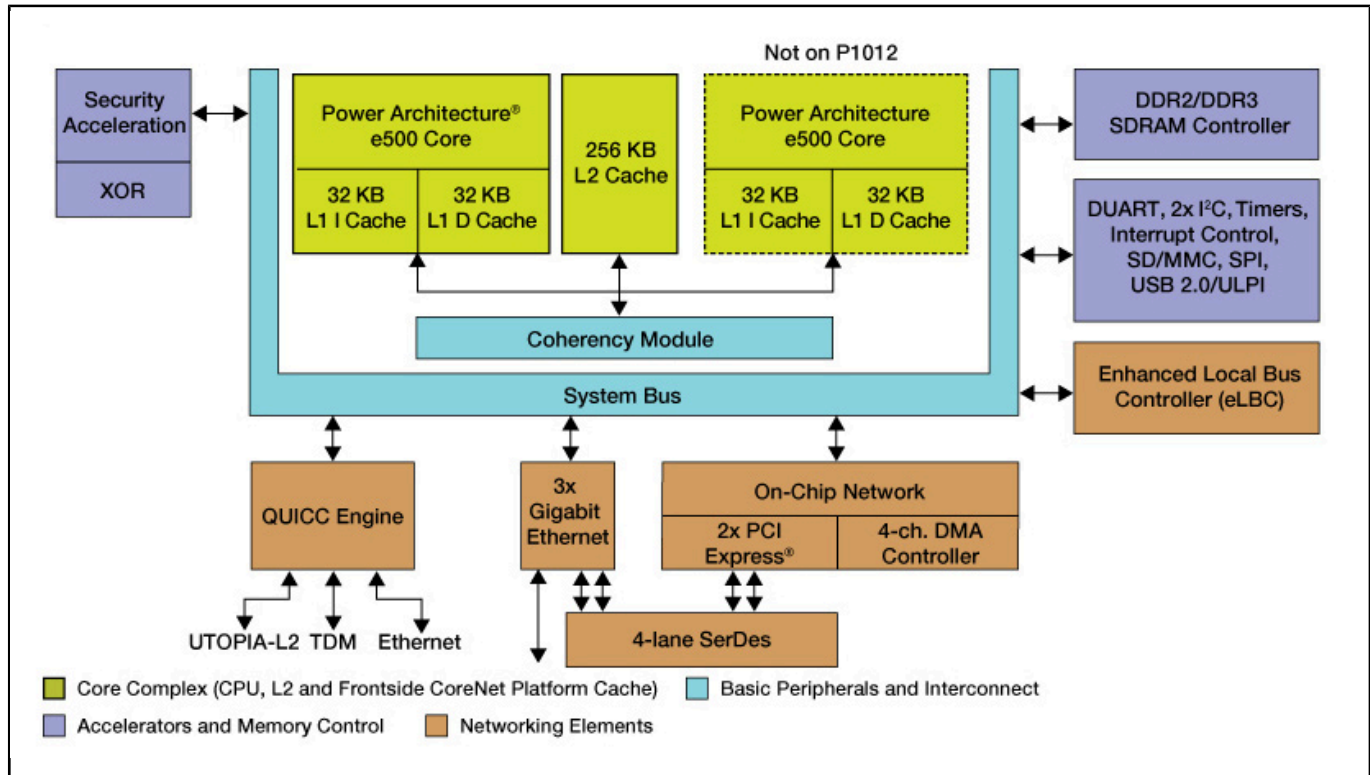 Not on P1012
Security
Acceleration
XOR
Power Architecture®
e500 Core
32 KB
L1 I Cache
32 KB
L1 D Cache
256 KB
L2 Cache
Power Architecture
e500 Core
32 KB
L1 I Cache
32 KB
L1 D Cache
DDR2/DDR3
SDRAM Controller
DUART, 2x I²C, Timers,
Interrupt Control,
SD/MMC, SPI,
USB 2.0/ULPI
Coherency Module
System Bus
Enhanced Local Bus
Controller (eLBC)
QUICC Engine
3x
Gigabit
Ethernet
On-Chip Network
2x PCI
Express®
4-ch. DMA
Controller
UTOPIA-L2 TDM Ethernet
4-lane SerDes
Core Complex (CPU, L2 and Frontside CoreNet Platform Cache)
Basic Peripherals and Interconnect
Accelerators and Memory Control
Networking Elements